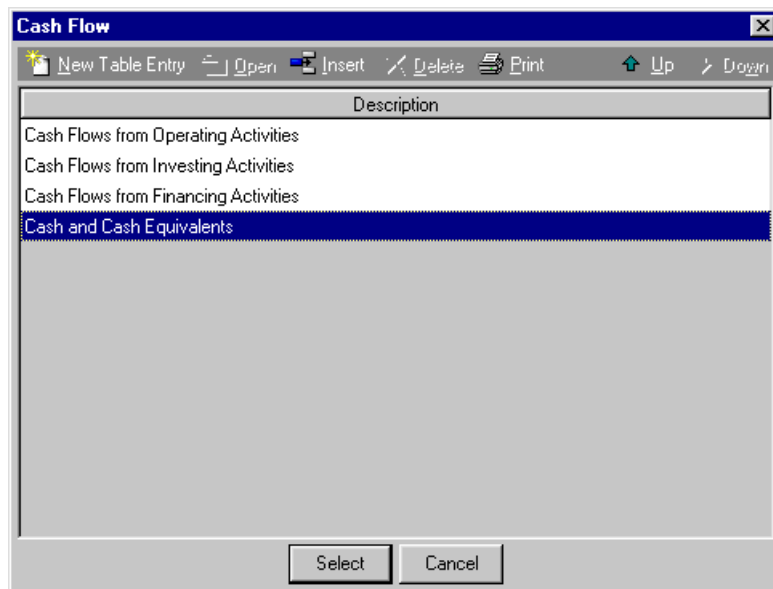 Cash Flow
New Table Entry Open Insert Delete Print Up Down
Description
Cash Flows from Operating Activities
Cash Flows from Investing Activities
Cash Flows from Financing Activities
Cash and Cash Equivalents
Select Cancel